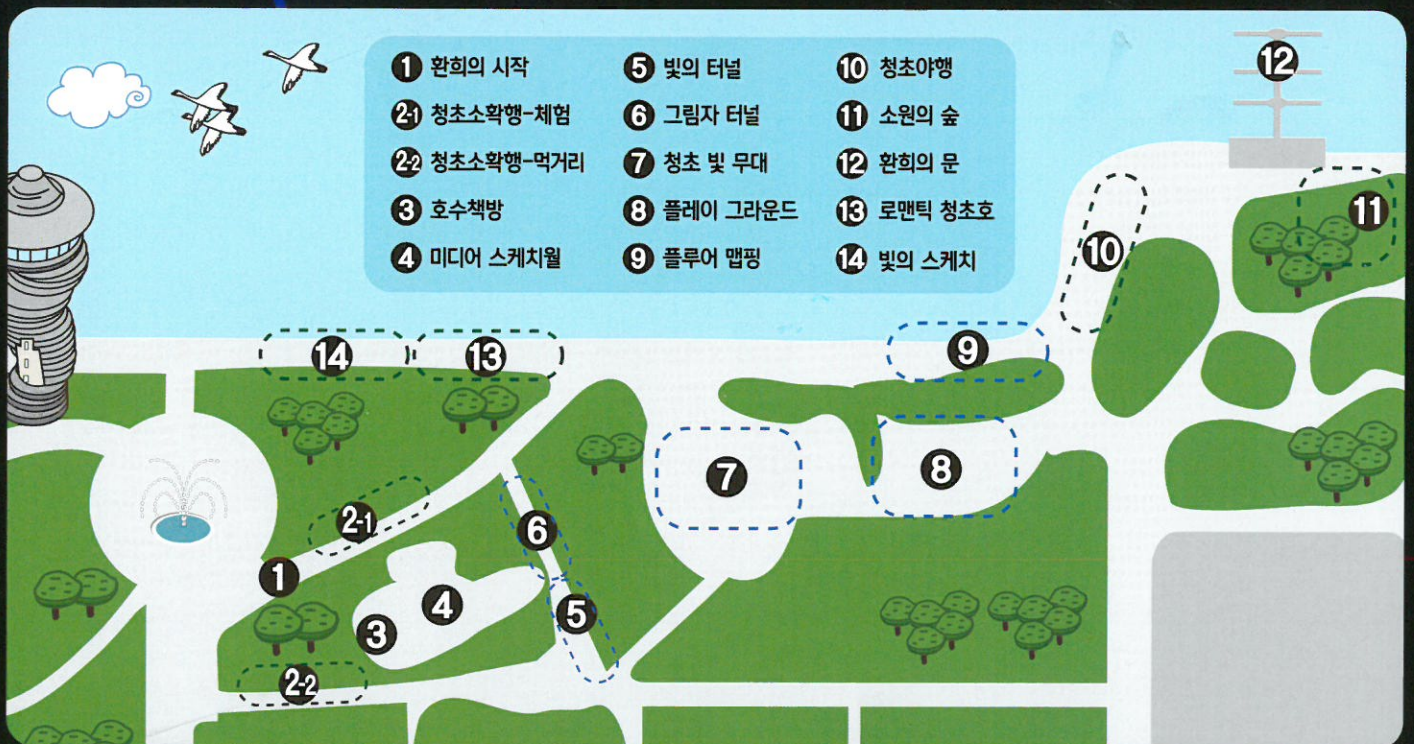 1 환희의 시작
2-1 청초소확행-체험
2-2 청초소확행-먹거리
3 호수책방
4 미디어 스케치월
5 빛의 터널
6 그림자 터널
7 청초 빛 무대
8 플레이 그라운드
9 플루어 맵핑
10 청초야행
11 소원의 숲
12 환희의 문
13 로맨틱 청초호
14 빛의 스케치
12
11
10
9
14
13
7
8
2-1
6
1
4
5
3
2-2